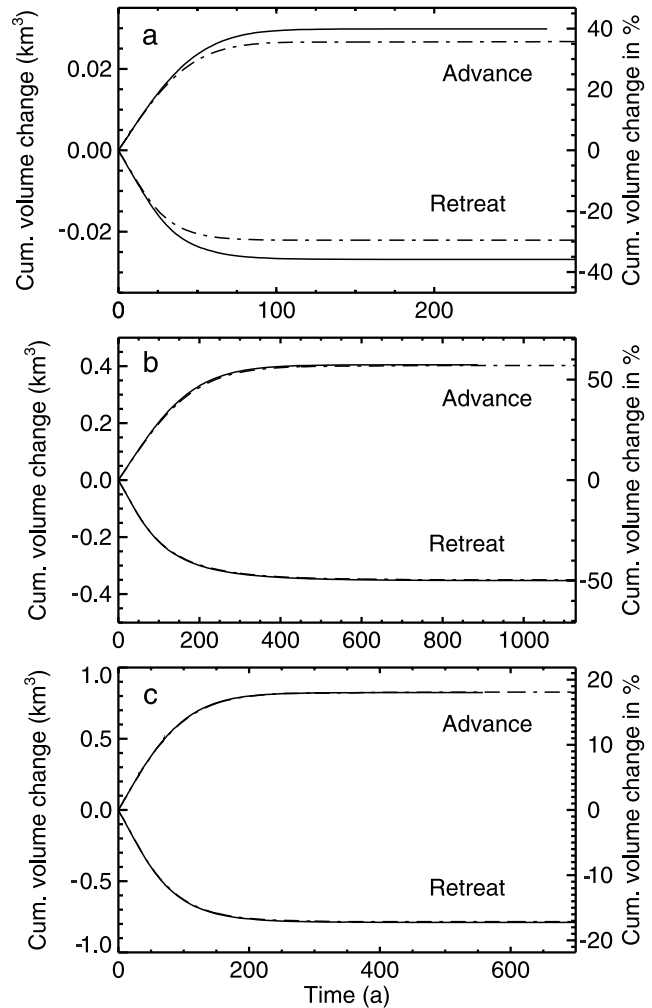 a
Cum. volume change (km³)
0.02
0.00
-0.02
Advance
Retreat
40
20
0
-20
-40
Cum. volume change in %
0
50
100
200
b
Cum. volume change (km³)
0.4
0.2
0.0
-0.2
-0.4
Advance
Retreat
50
0
-50
Cum. volume change in %
0
200
400
600
800
1000
c
Cum. volume change (km³)
1.0
0.5
0.0
-0.5
-1.0
Advance
Retreat
20
10
0
-10
-20
Cum. volume change in %
0
200
400
600
Time (a)